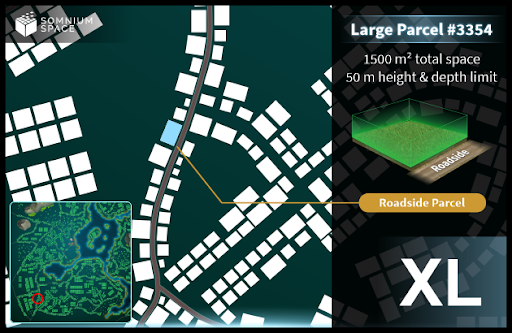 SOMNIUM
SPACE
Large Parcel #3354
1500 m² total space
50 m height & depth limit
Roadside
Roadside Parcel
XL